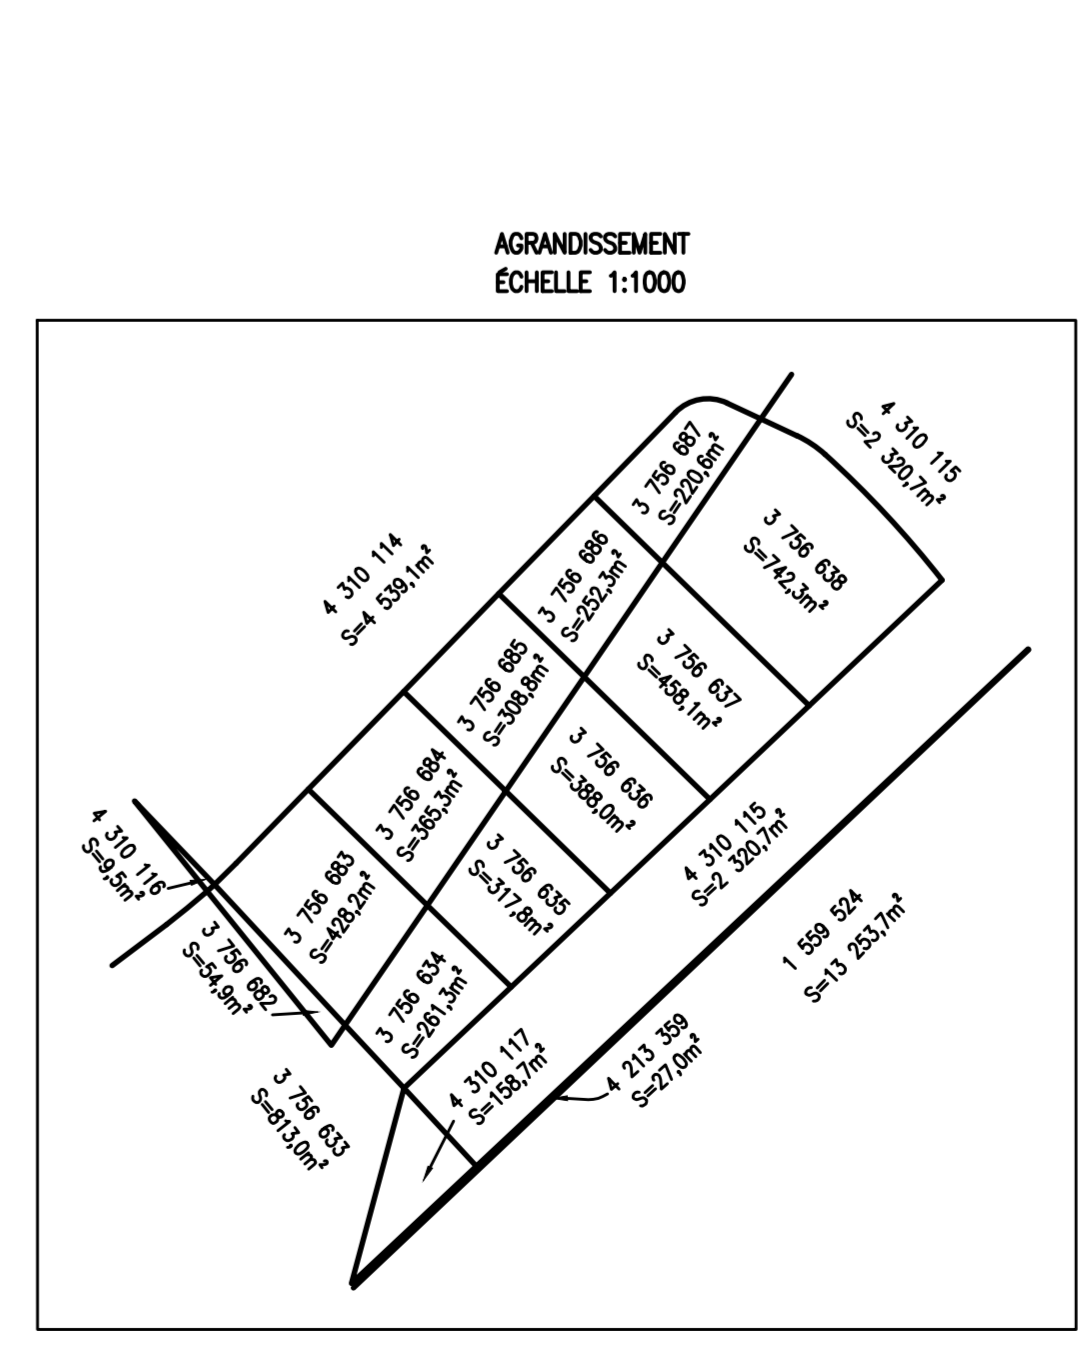 AGRANDISSEMENT
ÉCHELLE 1:1000
4 310 115
S=2 320,7m²
3 756 687
S=220,6m²
3 756 638
S=742,3m²
4 310 114
S=4 539,1m²
3 756 686
S=252,3m²
3 756 637
S=458,1m²
3 756 685
S=308,8m²
3 756 636
S=388,0m²
3 756 684
S=365,3m²
4 310 115
S=2 320,7m²
4 310 116
S=9,5m²
3 756 683
S=428,2m²
3 756 635
S=317,8m²
1 559 524
S=13 253,7m²
3 756 682
S=54,9m²
3 756 634
S=261,3m²
4 310 117
S=158,7m²
4 213 359
S=27,0m²
3 756 633
S=813,0m²